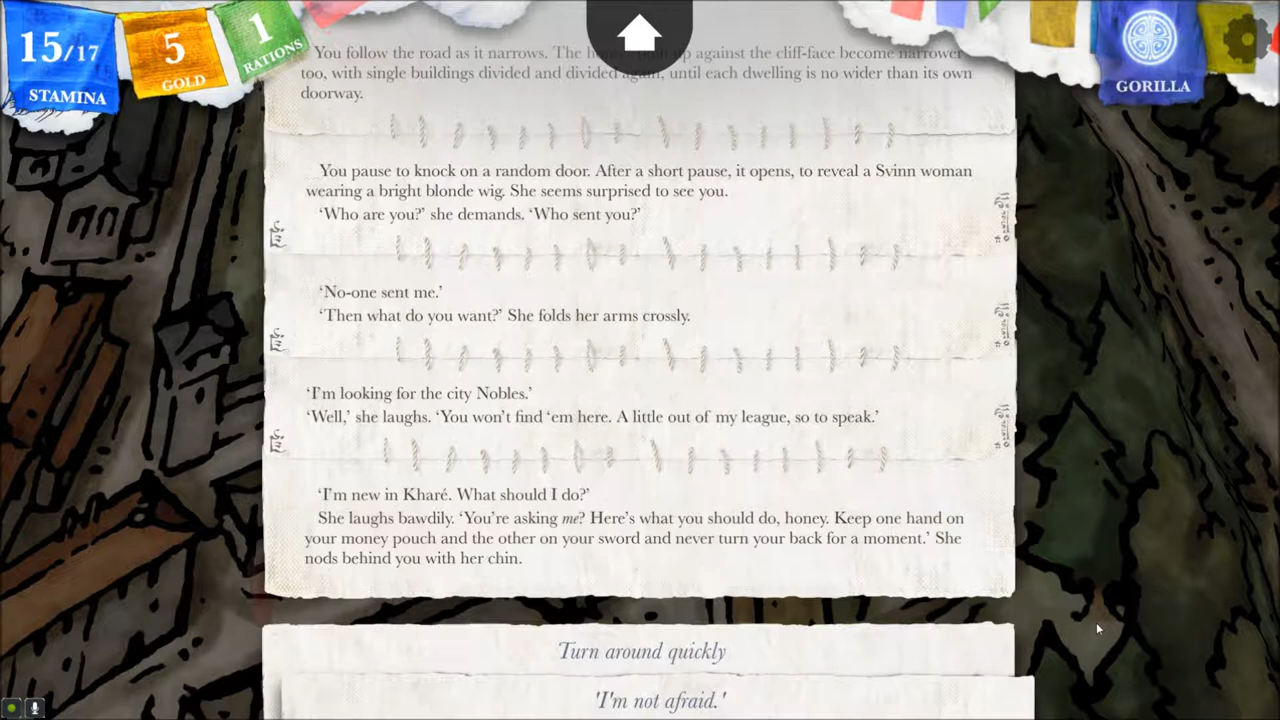 15/17
STAMINA
5
GOLD
1
RATIONS
GORILLA
You follow the road as it narrows. The up against the cliff-face become narrower
too, with single buildings divided and divided again, until each dwelling is no wider than its own
doorway.
You pause to knock on a random door. After a short pause, it opens, to reveal a Svinn woman
wearing a bright blonde wig. She seems surprised to see you.
‘Who are you?’ she demands. ‘Who sent you?’
‘No-one sent me.’
‘Then what do you want?’ She folds her arms crossly.
‘I’m looking for the city Nobles.’
‘Well,’ she laughs. ‘You won’t find ‘em here. A little out of my league, so to speak.’
‘I’m new in Kharé. What should I do?’
She laughs bawdily. ‘You’re asking me? Here’s what you should do, honey. Keep one hand on
your money pouch and the other on your sword and never turn your back for a moment.’ She
nods behind you with her chin.
Turn around quickly
'I'm not afraid.'